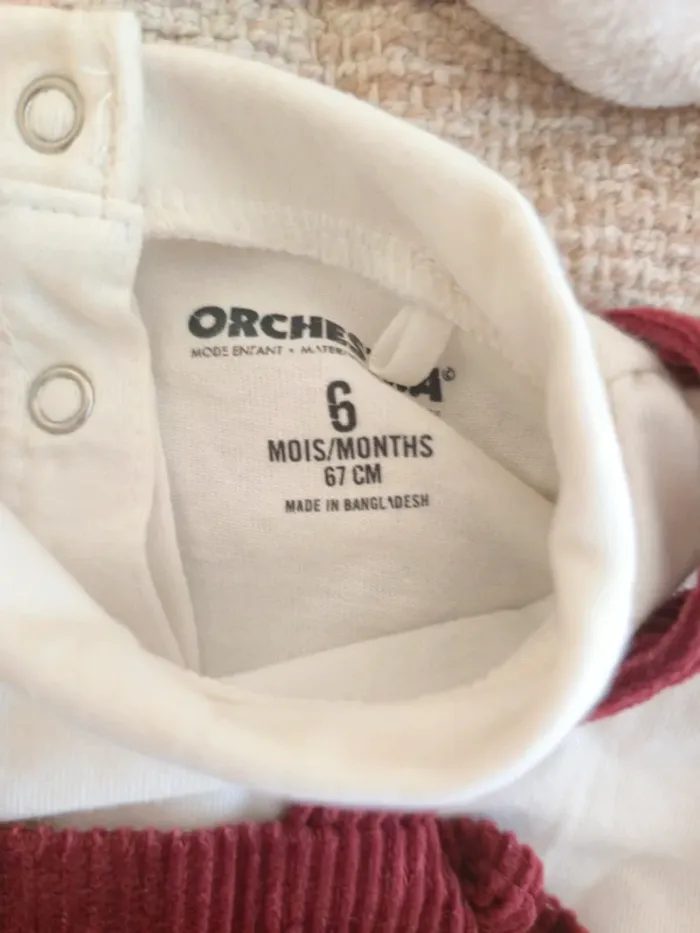 ORCHES A©
MODE ENFANT •
6
MOIS/MONTHS
67 CM
MADE IN BANGLADESH